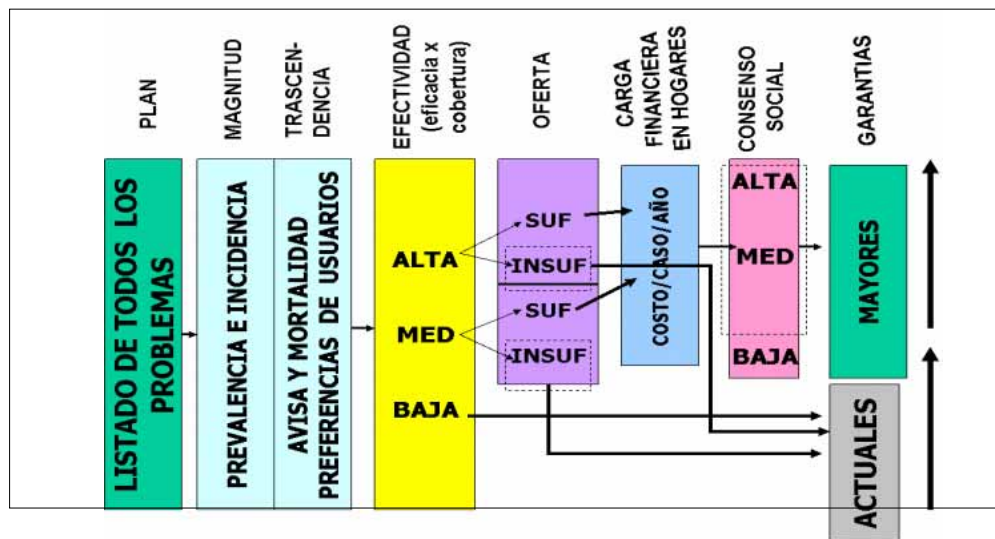 PLAN
MAGNITUD
TRASCEN-
DENCIA
EFECTIVIDAD
(eficacia x
cobertura)
OFERTA
CARGA
FINANCIERA
EN HOGARES
CONSENSO
SOCIAL
GARANTIAS
LISTADO DE TODOS LOS
PROBLEMAS
PREVALENCIA E INCIDENCIA
AVISA Y MORTALIDAD
PREFERENCIAS DE USUARIOS
ALTA
MED
BAJA
SUF
INSUF
SUF
INSUF
COSTO/CASO/AÑO
ALTA
MED
BAJA
MAYORES
ACTUALES